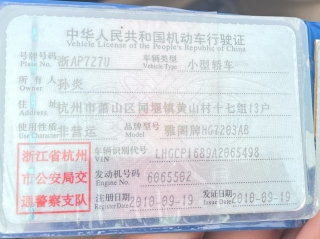 中华人民共和国机动车行驶证
Vehicle License of the People's Republic of China
号牌号码 浙AP727U 车辆类型 小型轿车
Plate No. Vehicle Type
所有人 孙炎
Owner
住址 杭州市萧山区闻堰镇黄山村十七组13户
Address
使用性质 非营运 品牌型号 雅阁牌HG7203AB
Use Character Model
浙江省杭州
市公安局交
通警察支队
车辆识别代号 LHGCP1689A2065498
VIN
发动机号码 6065502
Engine No.
注册日期 2010-09-19 发证日期 2010-09-19
Register Date Issue Date